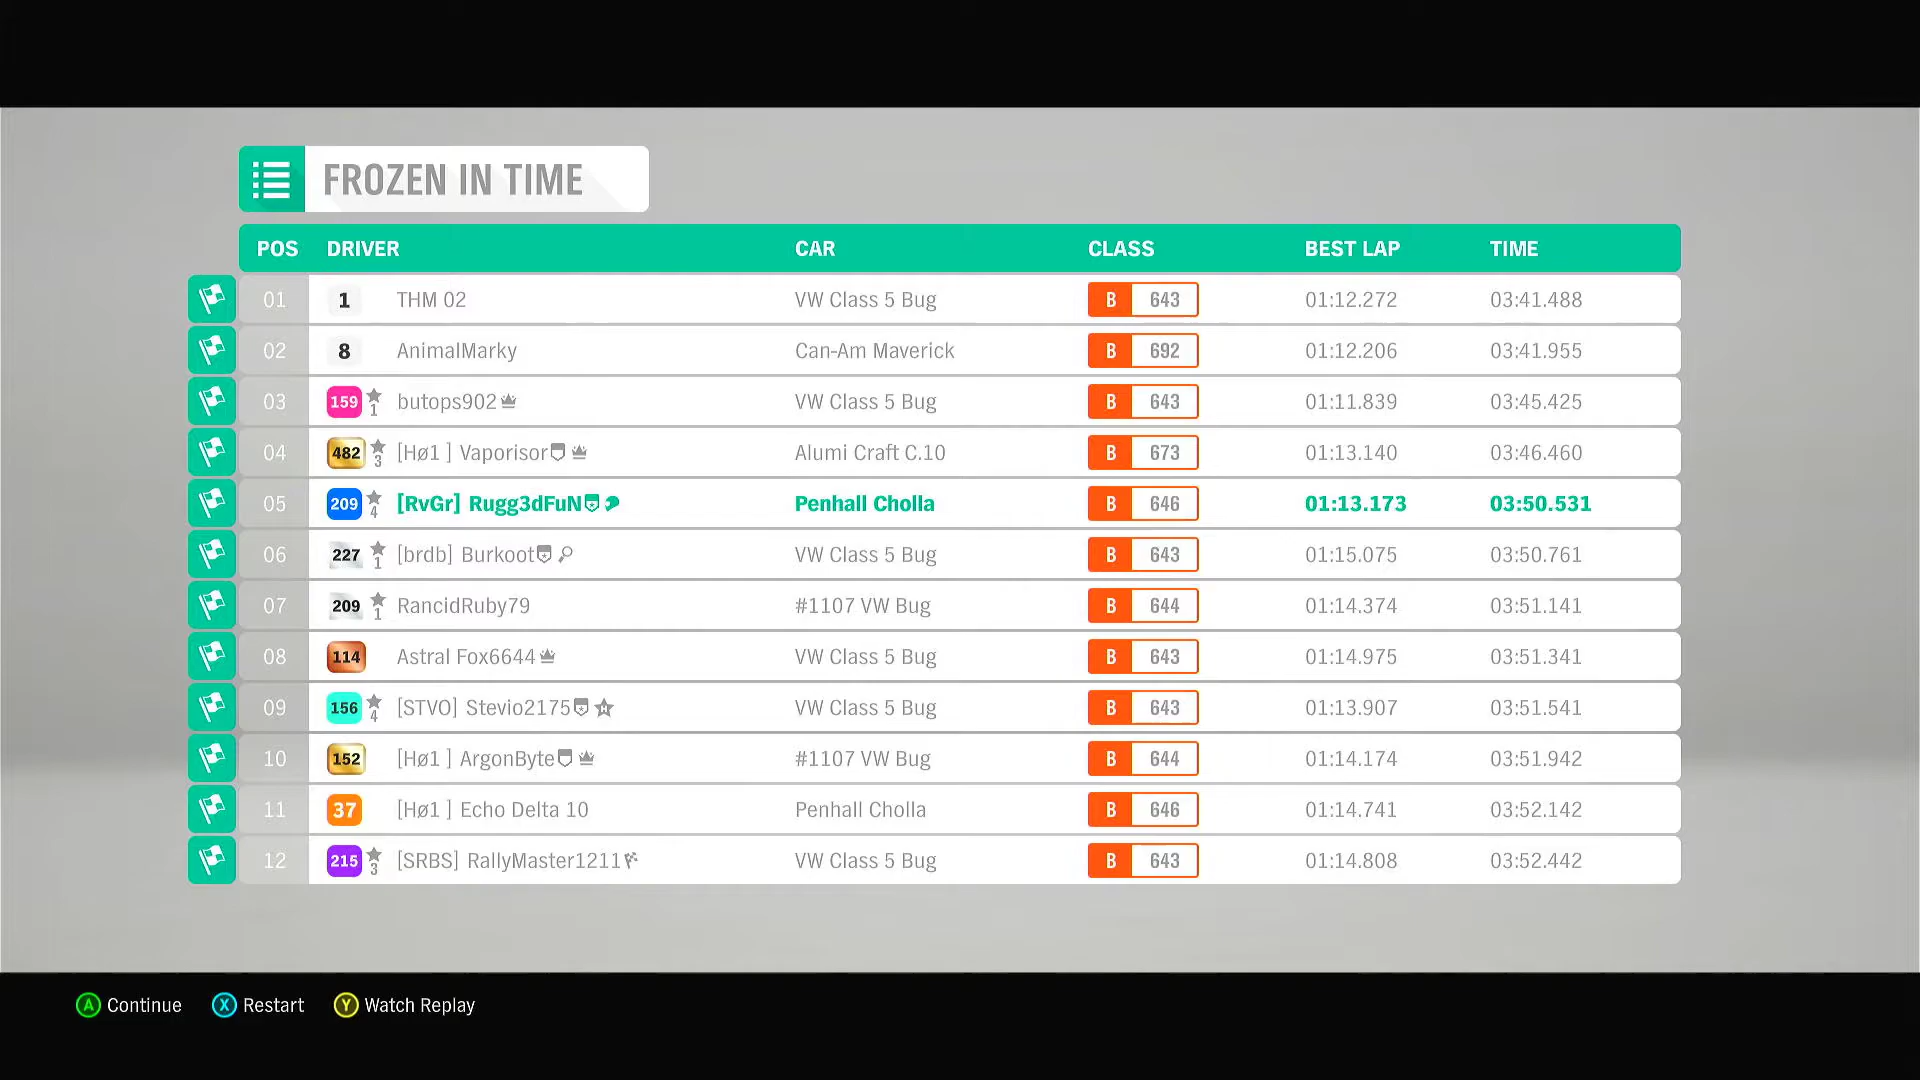 FROZEN IN TIME
POS DRIVER CAR CLASS BEST LAP TIME
01 1 THM 02 VW Class 5 Bug B 643 01:12.272 03:41.488
02 8 AnimalMarky Can-Am Maverick B 692 01:12.206 03:41.955
03 159 1 butops902 VW Class 5 Bug B 643 01:11.839 03:45.425
04 482 3 [Hø1 ] Vaporisor Alumi Craft C.10 B 673 01:13.140 03:46.460
05 209 4 [RvGr] Rugg3dFuN Penhall Cholla B 646 01:13.173 03:50.531
06 227 1 [brdb] Burkoot VW Class 5 Bug B 643 01:15.075 03:50.761
07 209 1 RancidRuby79 #1107 VW Bug B 644 01:14.374 03:51.141
08 114 Astral Fox6644 VW Class 5 Bug B 643 01:14.975 03:51.341
09 156 4 [STVO] Stevio2175 VW Class 5 Bug B 643 01:13.907 03:51.541
10 152 [Hø1 ] ArgonByte #1107 VW Bug B 644 01:14.174 03:51.942
11 37 [Hø1 ] Echo Delta 10 Penhall Cholla B 646 01:14.741 03:52.142
12 215 3 [SRBS] RallyMaster1211 VW Class 5 Bug B 643 01:14.808 03:52.442
A Continue X Restart Y Watch Replay